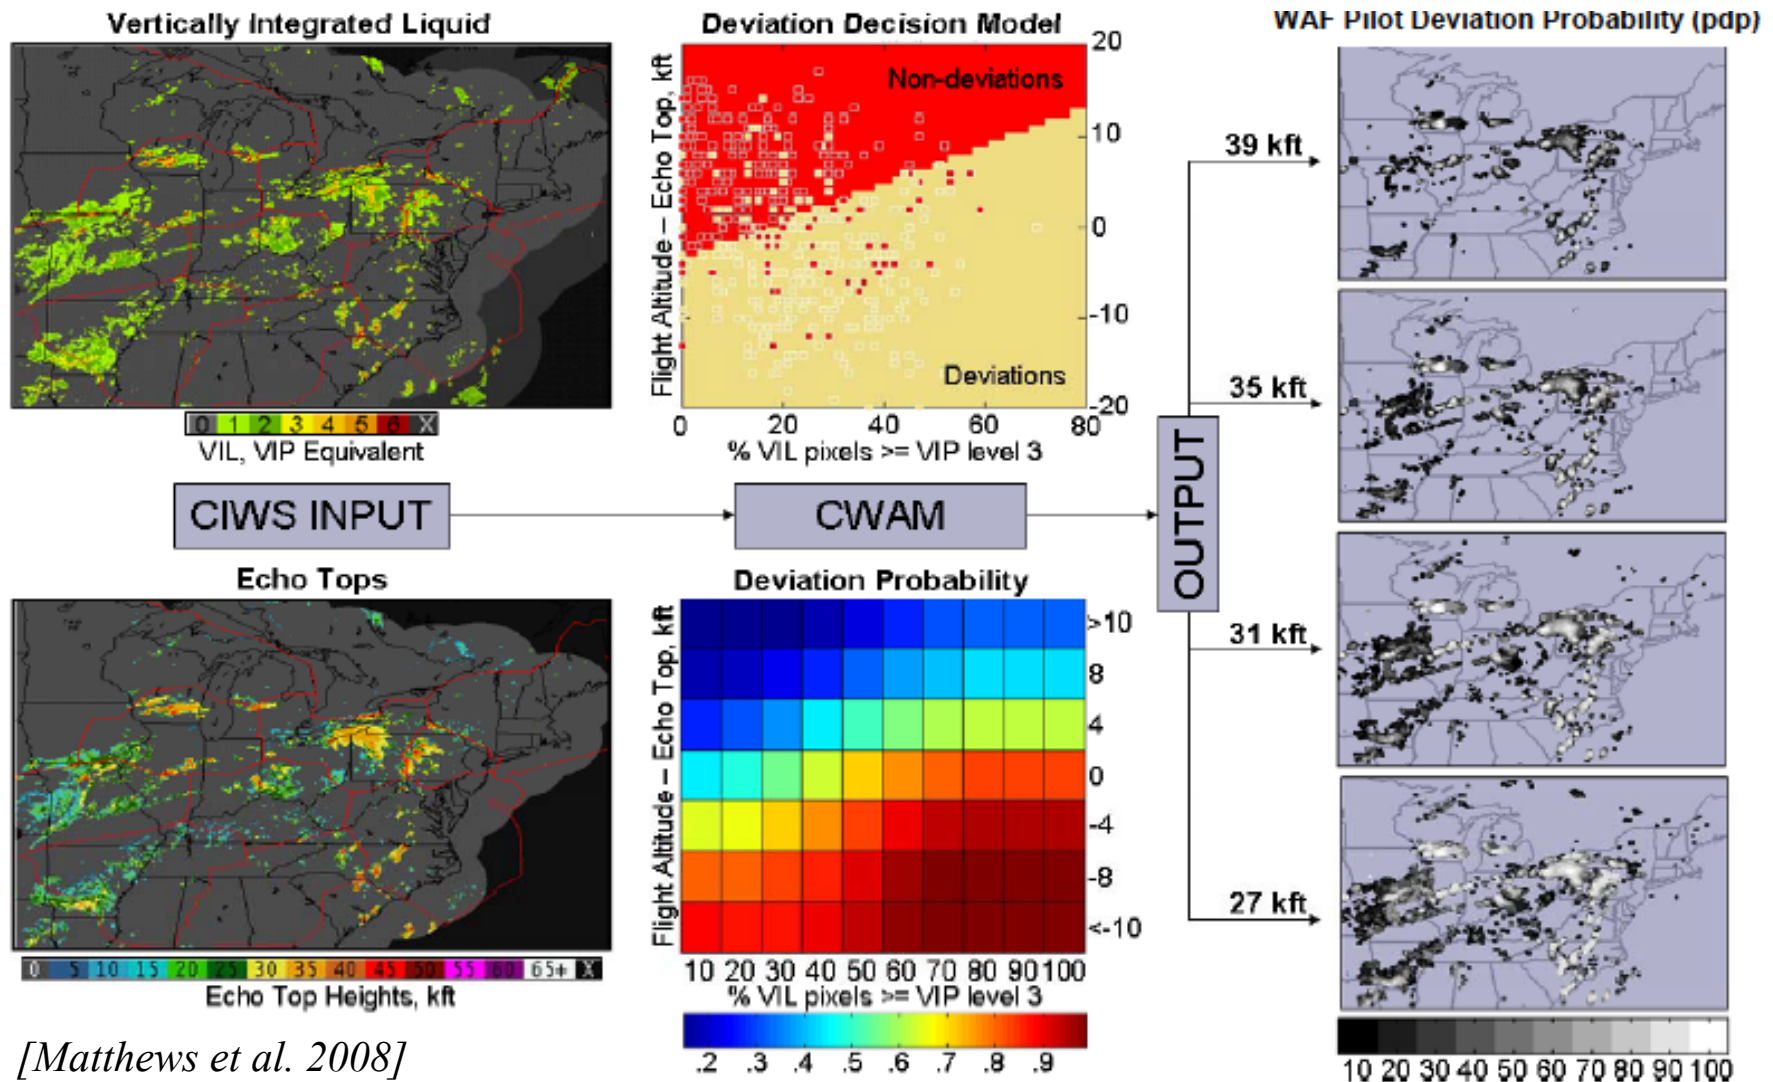 Vertically Integrated Liquid
0 1 2 3 4 5 6 X
VIL, VIP Equivalent
CIWS INPUT
Echo Tops
0 5 10 15 20 25 30 35 40 45 50 55 60 65+ X
Echo Top Heights, kft
[Matthews et al. 2008]
Deviation Decision Model
Flight Altitude – Echo Top, kft
Non-deviations
Deviations
20
10
0
-10
-20
0 20 40 60 80
% VIL pixels >= VIP level 3
CWAM
Deviation Probability
Flight Altitude – Echo Top, kft
>10
8
4
0
-4
-8
<-10
10 20 30 40 50 60 70 80 90 100
% VIL pixels >= VIP level 3
.2 .3 .4 .5 .6 .7 .8 .9
OUTPUT
WAF Pilot Deviation Probability (pdp)
39 kft
35 kft
31 kft
27 kft
10 20 30 40 50 60 70 80 90 100